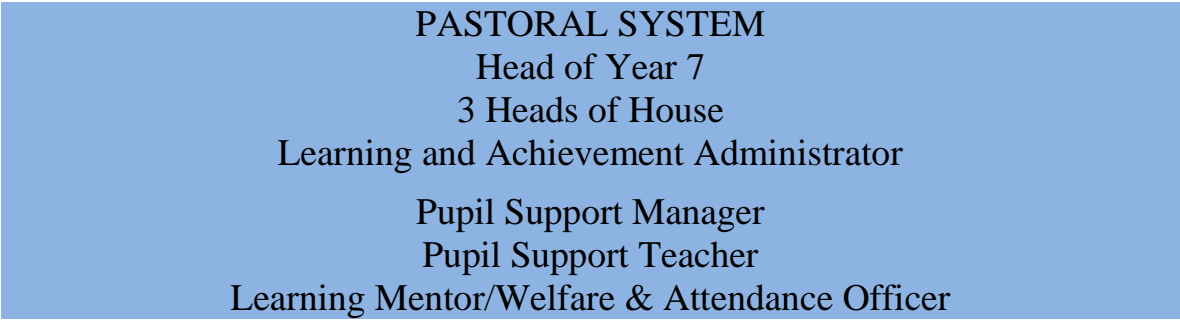 PASTORAL SYSTEM
Head of Year 7
3 Heads of House
Learning and Achievement Administrator
Pupil Support Manager
Pupil Support Teacher
Learning Mentor/Welfare & Attendance Officer